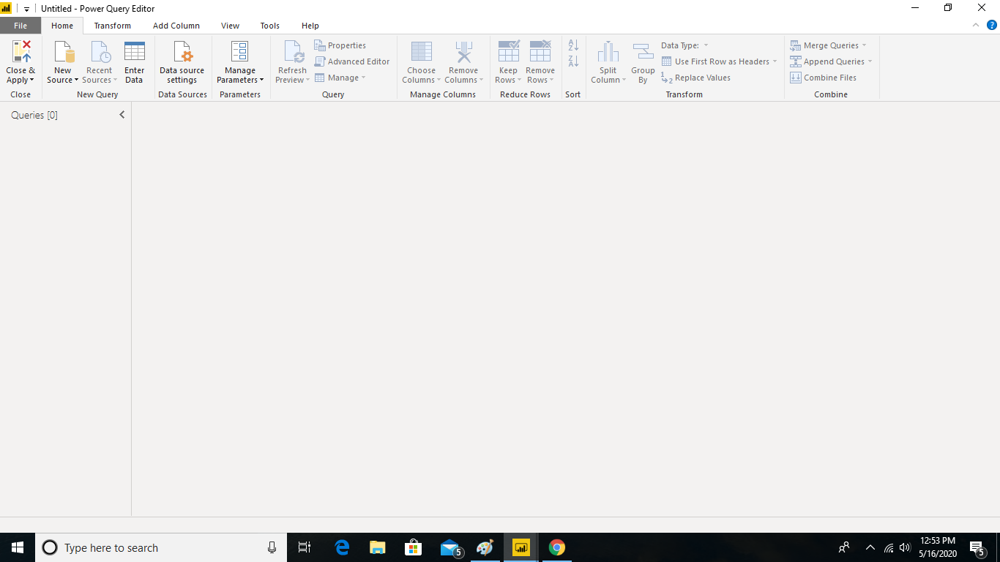 Untitled - Power Query Editor
File Home Transform Add Column View Tools Help
Close & Apply
New Source
Recent Sources
Enter Data
Data source settings
Manage Parameters
Refresh Preview
Properties
Advanced Editor
Manage
Choose Columns
Remove Columns
Keep Rows
Remove Rows
A
Z
Z
A
Split Column
Group By
Data Type:
Use First Row as Headers
1
2 Replace Values
Merge Queries
Append Queries
Combine Files
Close New Query Data Sources Parameters Query Manage Columns Reduce Rows Sort Transform Combine
Queries [0]
Type here to search
5
12:53 PM
5/16/2020
5